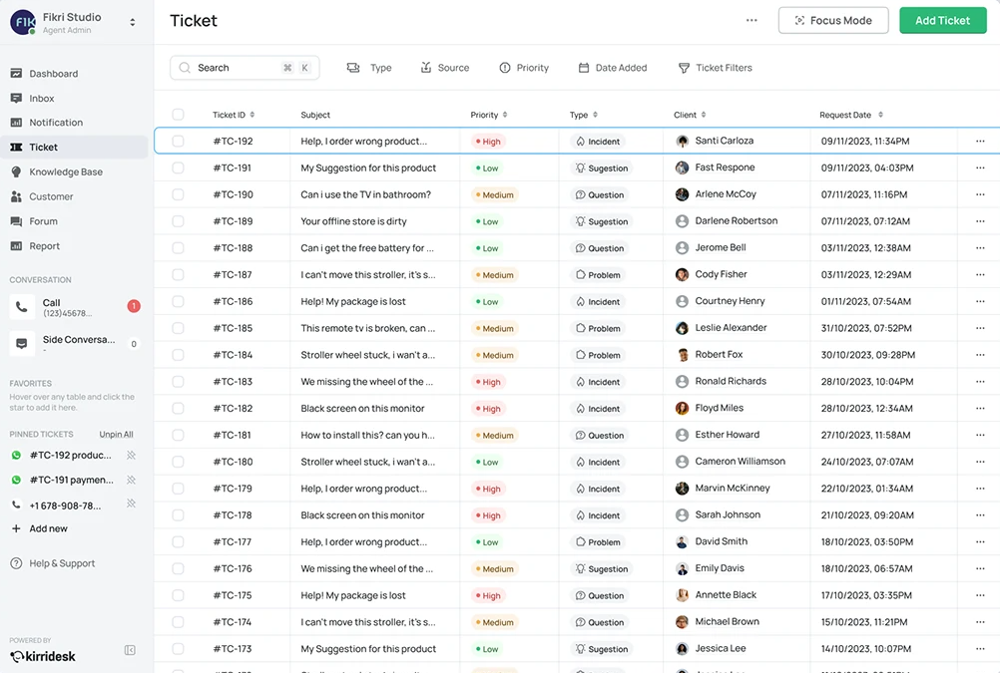 FIK
Fikri Studio
Agent Admin
Dashboard
Inbox
Notification
Ticket
Knowledge Base
Customer
Forum
Report
CONVERSATION
Call
(123)45678...
1
Side Conversa...
-
0
FAVORITES
Hover over any table and click the
star to add it here.
PINNED TICKETS Unpin All
#TC-192 produc...
#TC-191 paymen...
+1 678-908-78...
+ Add new
Help & Support
POWERED BY
kirridesk
Ticket
... Focus Mode Add Ticket
Search ⌘ K Type Source Priority Date Added Ticket Filters
Ticket ID Subject Priority Type Client Request Date
#TC-192 Help, I order wrong product... High Incident Santi Carloza 09/11/2023, 11:34PM ...
#TC-191 My Suggestion for this product Low Sugestion Fast Respone 09/11/2023, 04:03PM ...
#TC-190 Can i use the TV in bathroom? Medium Question Arlene McCoy 07/11/2023, 11:16PM ...
#TC-189 Your offline store is dirty Low Sugestion Darlene Robertson 07/11/2023, 07:12AM ...
#TC-188 Can i get the free battery for ... Low Question Jerome Bell 03/11/2023, 12:38AM ...
#TC-187 I can't move this stroller, it's s... Medium Problem Cody Fisher 03/11/2023, 12:29AM ...
#TC-186 Help! My package is lost Low Incident Courtney Henry 01/11/2023, 07:54AM ...
#TC-185 This remote tv is broken, can ... Medium Problem Leslie Alexander 31/10/2023, 07:52PM ...
#TC-184 Stroller wheel stuck, i wan't a... Medium Problem Robert Fox 30/10/2023, 09:28PM ...
#TC-183 We missing the wheel of the ... High Incident Ronald Richards 28/10/2023, 10:04PM ...
#TC-182 Black screen on this monitor High Incident Floyd Miles 28/10/2023, 12:34AM ...
#TC-181 How to install this? can you h... Medium Question Esther Howard 27/10/2023, 11:58AM ...
#TC-180 Stroller wheel stuck, i wan't a... Low Incident Cameron Williamson 24/10/2023, 07:07AM ...
#TC-179 Help, I order wrong product... High Incident Marvin McKinney 22/10/2023, 01:34AM ...
#TC-178 Black screen on this monitor High Incident Sarah Johnson 21/10/2023, 09:20AM ...
#TC-177 Help, I order wrong product... Low Problem David Smith 18/10/2023, 03:50PM ...
#TC-176 We missing the wheel of the ... Medium Sugestion Emily Davis 18/10/2023, 06:57AM ...
#TC-175 Help! My package is lost High Question Annette Black 17/10/2023, 03:35PM ...
#TC-174 I can't move this stroller, it's s... Medium Question Michael Brown 15/10/2023, 11:21PM ...
#TC-173 My Suggestion for this product Low Sugestion Jessica Lee 14/10/2023, 10:07PM ...